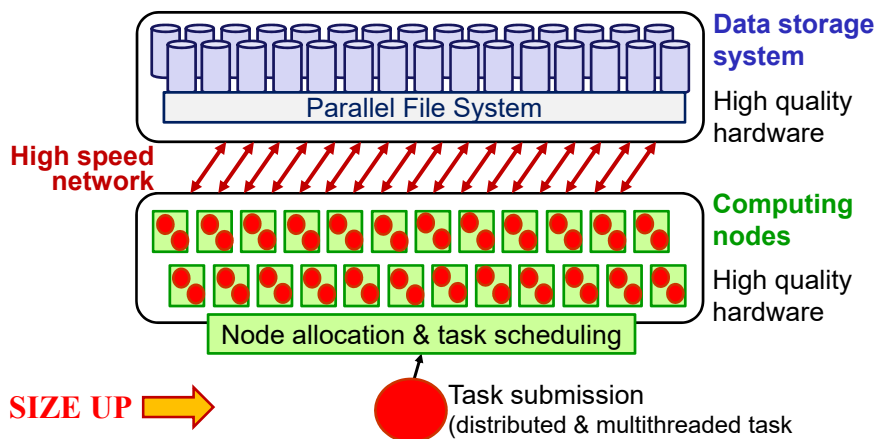 Data storage
system
Parallel File System
High quality
hardware
High speed
network
Computing
nodes
High quality
hardware
Node allocation & task scheduling
SIZE UP
Task submission
(distributed & multithreaded task